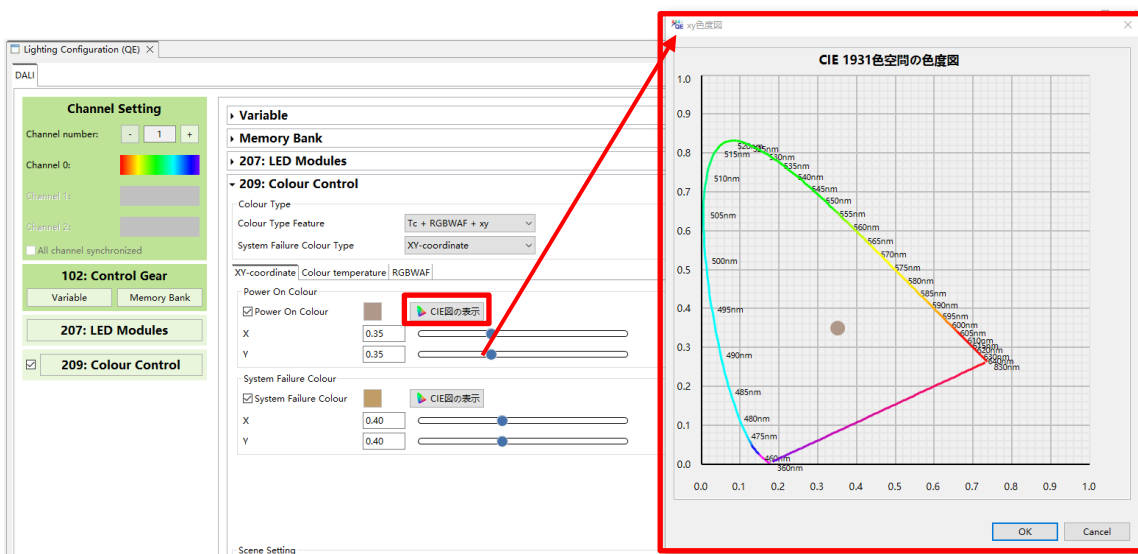 Lighting Configuration (QE)
DALI
Channel Setting
Channel number: - 1 +
Channel 0:
Channel 1:
Channel 2:
All channel synchronized
102: Control Gear
Variable Memory Bank
207: LED Modules
209: Colour Control
Variable
Memory Bank
207: LED Modules
209: Colour Control
Colour Type
Colour Type Feature Tc + RGBWAF + xy
System Failure Colour Type XY-coordinate
XY-coordinate Colour temperature RGBWAF
Power On Colour
Power On Colour CIE図の表示
X 0.35
Y 0.35
System Failure Colour
System Failure Colour CIE図の表示
X 0.40
Y 0.40
Scene Setting
QE xy色度図
CIE 1931色空間の色度図
1.0
0.9
0.8
0.7
0.6
0.5
0.4
0.3
0.2
0.1
0.0
0.0 0.1 0.2 0.3 0.4 0.5 0.6 0.7 0.8 0.9 1.0
520nm
525nm
515nm
530nm
535nm
510nm
540nm
545nm
550nm
505nm
555nm
560nm
565nm
500nm
570nm
575nm
580nm
585nm
495nm
590nm
595nm
600nm
605nm
610nm
490nm
620nm
630nm
640nm
830nm
485nm
480nm
475nm
460nm
360nm
OK Cancel